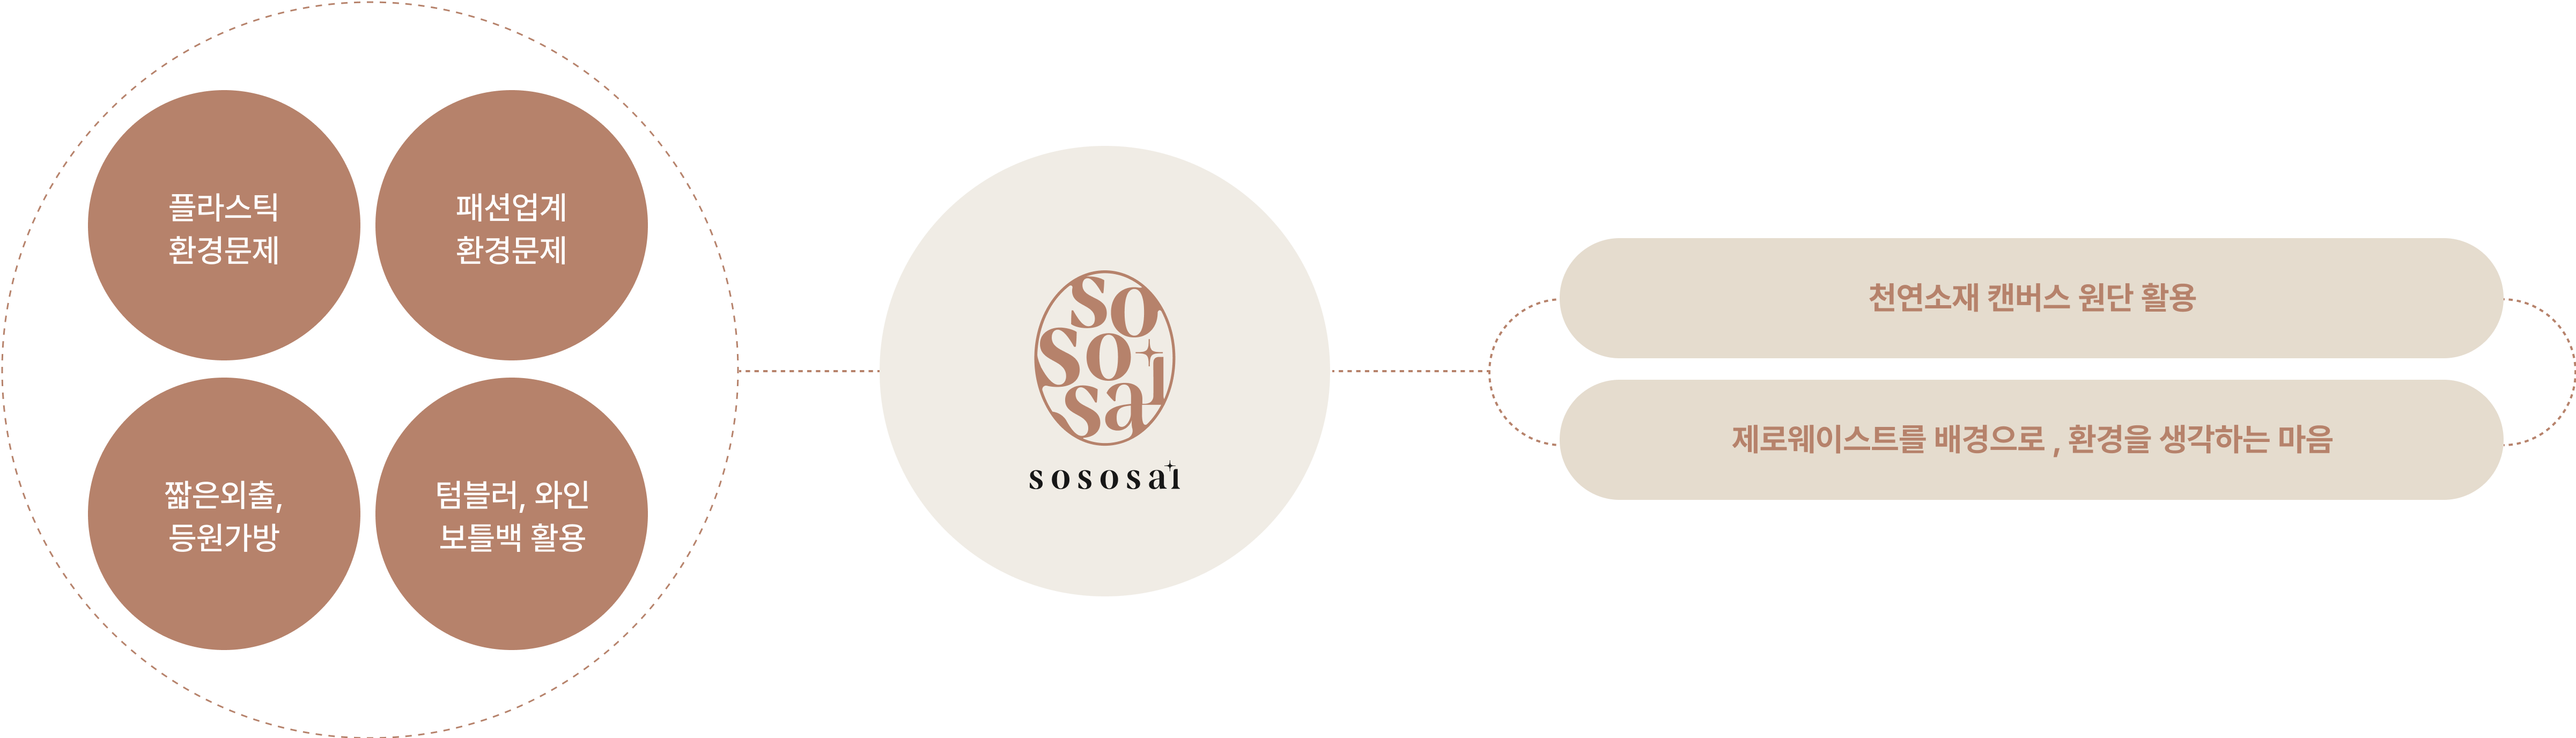 플라스틱
환경문제
패션업계
환경문제
짧은외출,
등원가방
텀블러, 와인
보틀백 활용
so
so
sai
sososai
천연소재 캔버스 원단 활용
제로웨이스트를 배경으로 , 환경을 생각하는 마음